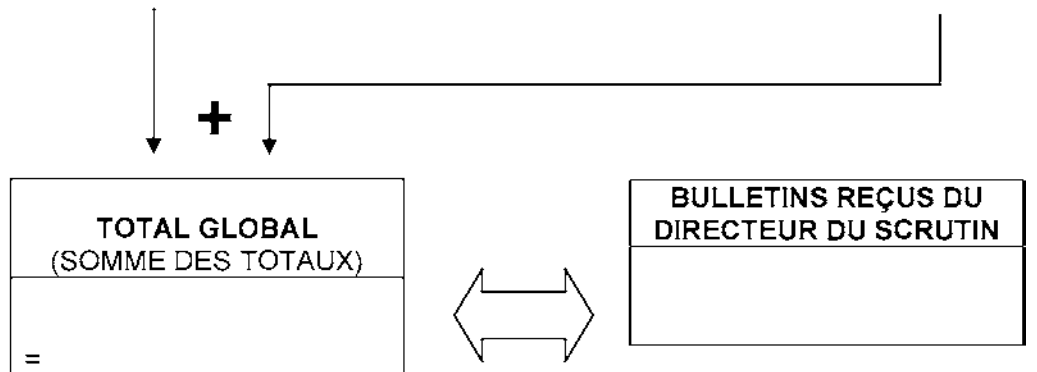 +
TOTAL GLOBAL
(SOMME DES TOTAUX)
=
BULLETINS REÇUS DU
DIRECTEUR DU SCRUTIN